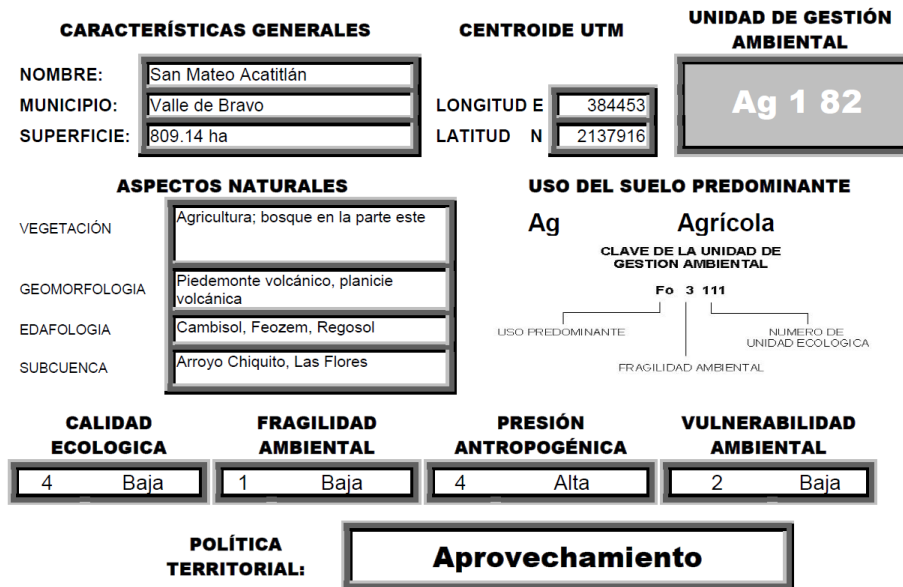 CARACTERÍSTICAS GENERALES
NOMBRE: San Mateo Acatitlán
MUNICIPIO: Valle de Bravo
SUPERFICIE: 809.14 ha
CENTROIDE UTM
LONGITUD E 384453
LATITUD N 2137916
UNIDAD DE GESTIÓN
AMBIENTAL
Ag 1 82
ASPECTOS NATURALES
VEGETACIÓN Agricultura; bosque en la parte este
GEOMORFOLOGIA Piedemonte volcánico, planicie
volcánica
EDAFOLOGIA Cambisol, Feozem, Regosol
SUBCUENCA Arroyo Chiquito, Las Flores
USO DEL SUELO PREDOMINANTE
Ag Agrícola
CLAVE DE LA UNIDAD DE
GESTION AMBIENTAL
Fo 3 111
USO PREDOMINANTE
NUMERO DE
UNIDAD ECOLOGICA
FRAGILIDAD AMBIENTAL
CALIDAD
ECOLOGICA
4 Baja
FRAGILIDAD
AMBIENTAL
1 Baja
PRESIÓN
ANTROPOGÉNICA
4 Alta
VULNERABILIDAD
AMBIENTAL
2 Baja
POLÍTICA
TERRITORIAL:
Aprovechamiento